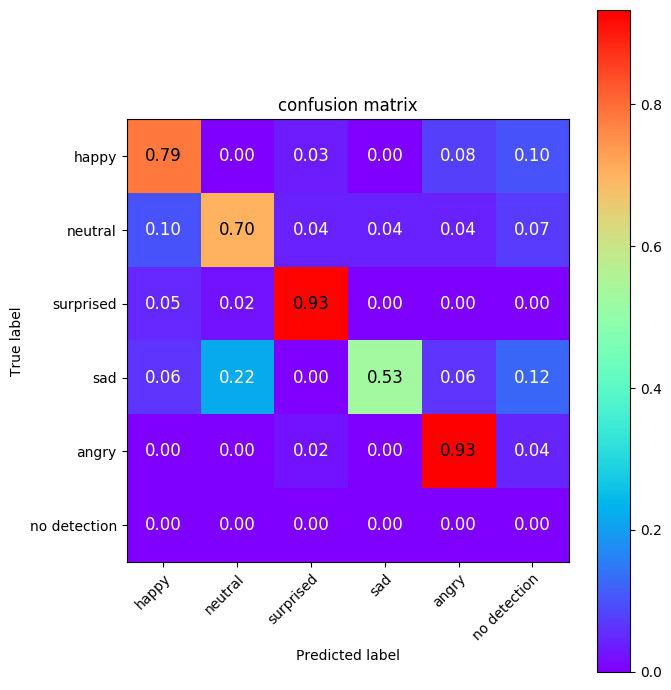 confusion matrix
happy 0.79 0.00 0.03 0.00 0.08 0.10
neutral 0.10 0.70 0.04 0.04 0.04 0.07
surprised 0.05 0.02 0.93 0.00 0.00 0.00
sad 0.06 0.22 0.00 0.53 0.06 0.12
angry 0.00 0.00 0.02 0.00 0.93 0.04
no detection 0.00 0.00 0.00 0.00 0.00 0.00
happy neutral surprised sad angry no detection
Predicted label
True label
0.8
0.6
0.4
0.2
0.0